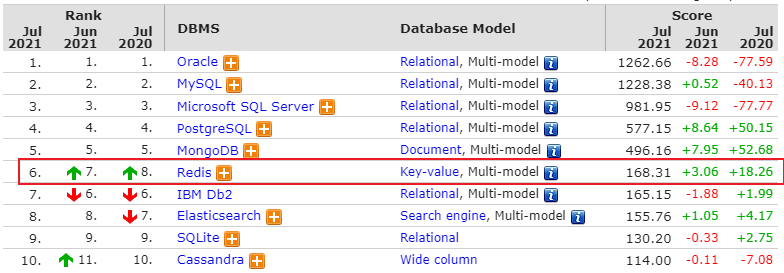 Rank Score
Jul 2021 Jun 2021 Jul 2020 DBMS Database Model Jul 2021 Jun 2021 Jul 2020
1. 1. 1. Oracle Relational, Multi-model i 1262.66 -8.28 -77.59
2. 2. 2. MySQL Relational, Multi-model i 1228.38 +0.52 -40.13
3. 3. 3. Microsoft SQL Server Relational, Multi-model i 981.95 -9.12 -77.77
4. 4. 4. PostgreSQL Relational, Multi-model i 577.15 +8.64 +50.15
5. 5. 5. MongoDB Document, Multi-model i 496.16 +7.95 +52.68
6. 7. 8. Redis Key-value, Multi-model i 168.31 +3.06 +18.26
7. 6. 6. IBM Db2 Relational, Multi-model i 165.15 -1.88 +1.99
8. 8. 7. Elasticsearch Search engine, Multi-model i 155.76 +1.05 +4.17
9. 9. 9. SQLite Relational 130.20 -0.33 +2.75
10. 11. 10. Cassandra Wide column 114.00 -0.11 -7.08